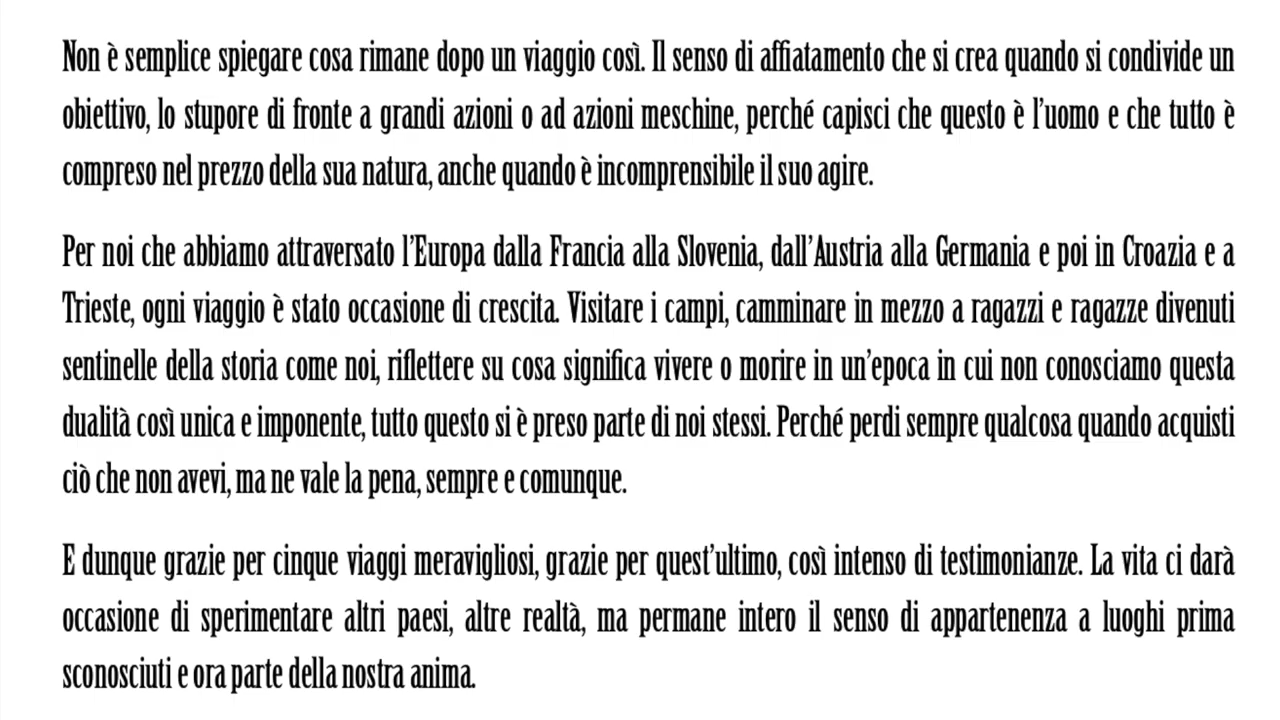 Non è semplice spiegare cosa rimane dopo un viaggio così. Il senso di affiatamento che si crea quando si condivide un
obiettivo, lo stupore di fronte a grandi azioni o ad azioni meschine, perché capisci che questo è l’uomo e che tutto è
compreso nel prezzo della sua natura, anche quando è incomprensibile il suo agire.
Per noi che abbiamo attraversato l’Europa dalla Francia alla Slovenia, dall’Austria alla Germania e poi in Croazia e a
Trieste, ogni viaggio è stato occasione di crescita. Visitare i campi, camminare in mezzo a ragazzi e ragazze divenuti
sentinelle della storia come noi, riflettere su cosa significa vivere o morire in un’epoca in cui non conosciamo questa
dualità così unica e imponente, tutto questo si è preso parte di noi stessi. Perché perdi sempre qualcosa quando acquisti
ciò che non avevi, ma ne vale la pena, sempre e comunque.
E dunque grazie per cinque viaggi meravigliosi, grazie per quest’ultimo, così intenso di testimonianze. La vita ci darà
occasione di sperimentare altri paesi, altre realtà, ma permane intero il senso di appartenenza a luoghi prima
sconosciuti e ora parte della nostra anima.